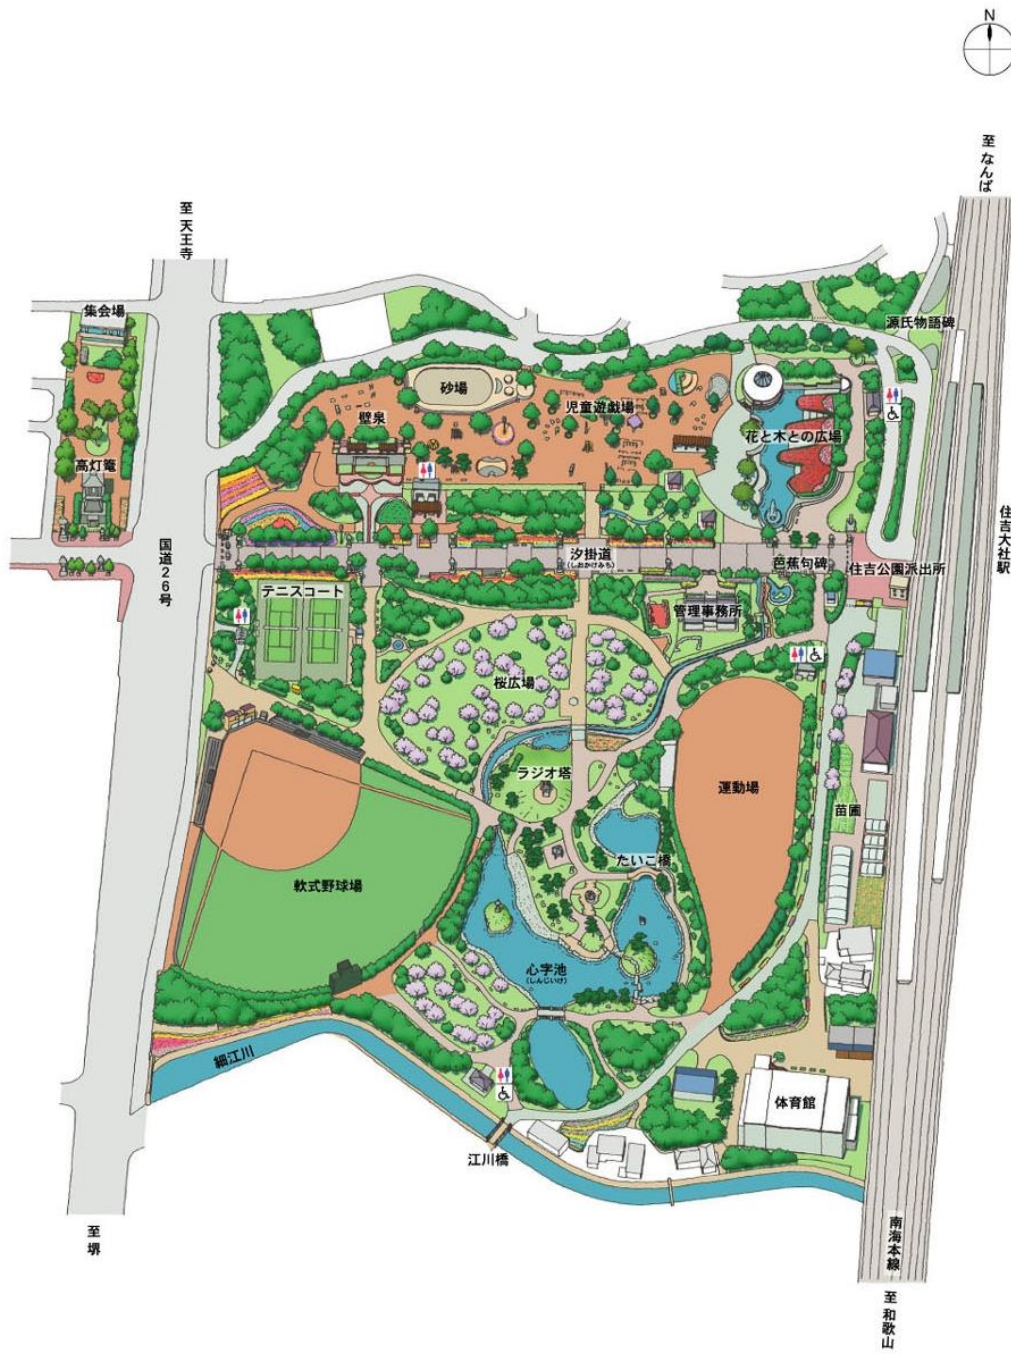 N
至なんば
至天王寺
集会場
源氏物語碑
砂場
児童遊戯場
壁泉
花と木との広場
高灯篭
住吉大社駅
国道26号
汐掛道
(しおかけみち)
芭蕉句碑
住吉公園派出所
テニスコート
管理事務所
桜広場
ラジオ塔
運動場
苗圃
たいこ橋
軟式野球場
心字池
(しんじいけ)
細江川
体育館
江川橋
至堺
南海本線
至和歌山